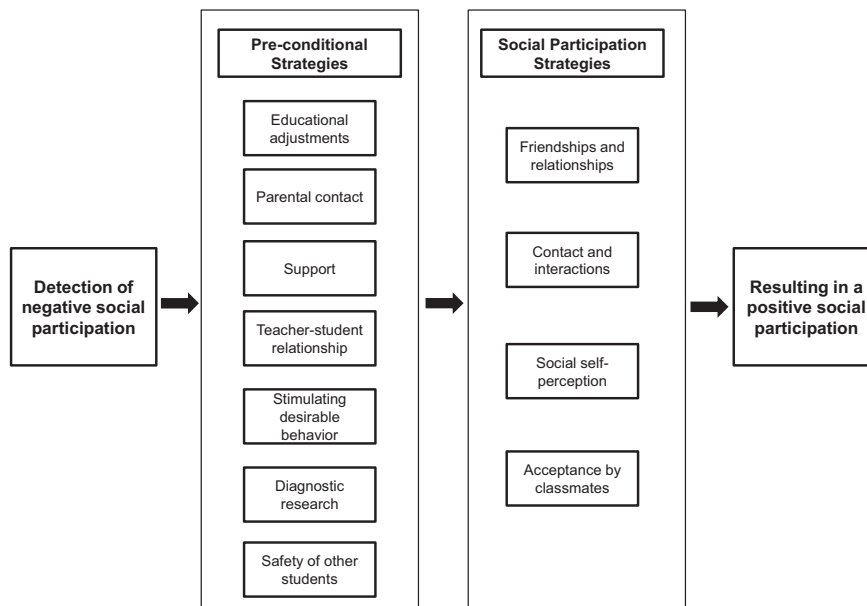 Detection of
negative social
participation
Pre-conditional
Strategies
Educational
adjustments
Parental contact
Support
Teacher-student
relationship
Stimulating
desirable
behavior
Diagnostic
research
Safety of other
students
Social Participation
Strategies
Friendships and
relationships
Contact and
interactions
Social self-
perception
Acceptance by
classmates
Resulting in a
positive social
participation